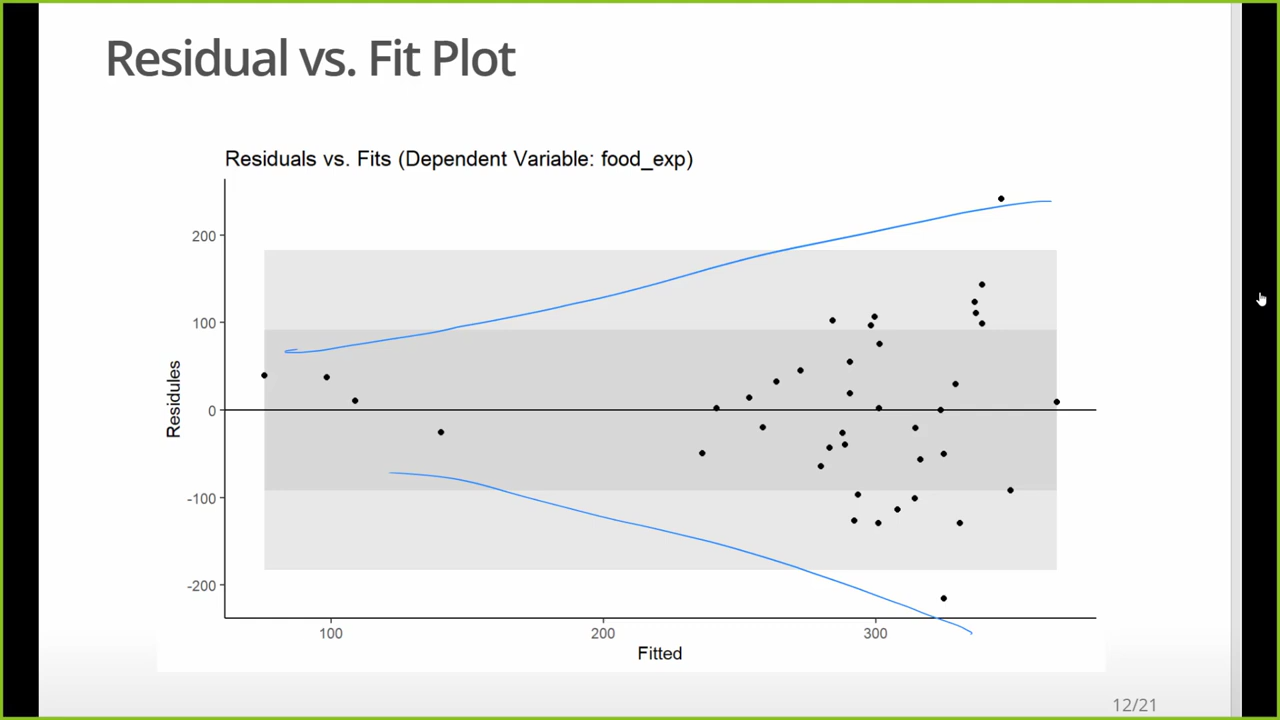 Residual vs. Fit Plot
Residuals vs. Fits (Dependent Variable: food_exp)
200
100
0
-100
-200
Residules
100
200
300
Fitted
12/21